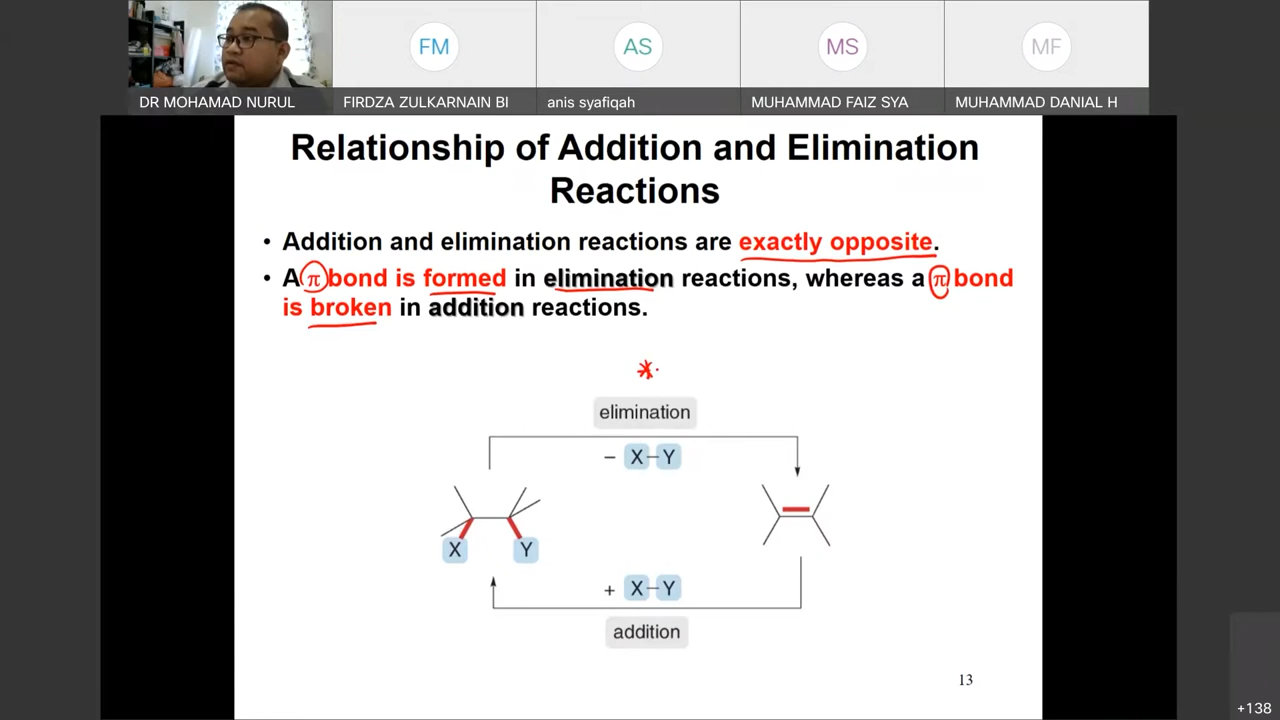 FM
AS
MS
MF
DR MOHAMAD NURUL
FIRDZA ZULKARNAIN BI
anis syafiqah
MUHAMMAD FAIZ SYA
MUHAMMAD DANIAL H
Relationship of Addition and Elimination
Reactions
• Addition and elimination reactions are exactly opposite.
• A π bond is formed in elimination reactions, whereas a π bond
is broken in addition reactions.
*
elimination
– X–Y
X Y
+ X–Y
addition
13
+138